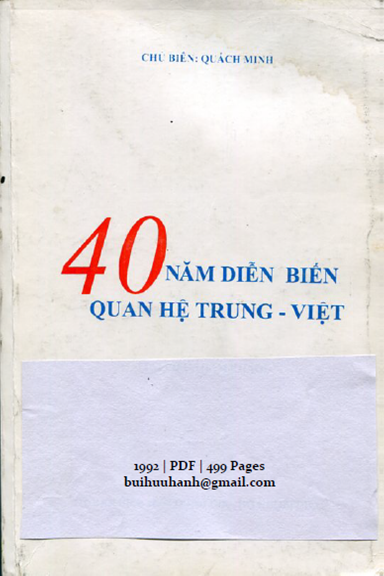 CHỦ BIÊN: QUÁCH MINH
40 NĂM DIỄN BIẾN
QUAN HỆ TRUNG - VIỆT
1992 | PDF | 499 Pages
buihuuhanh@gmail.com